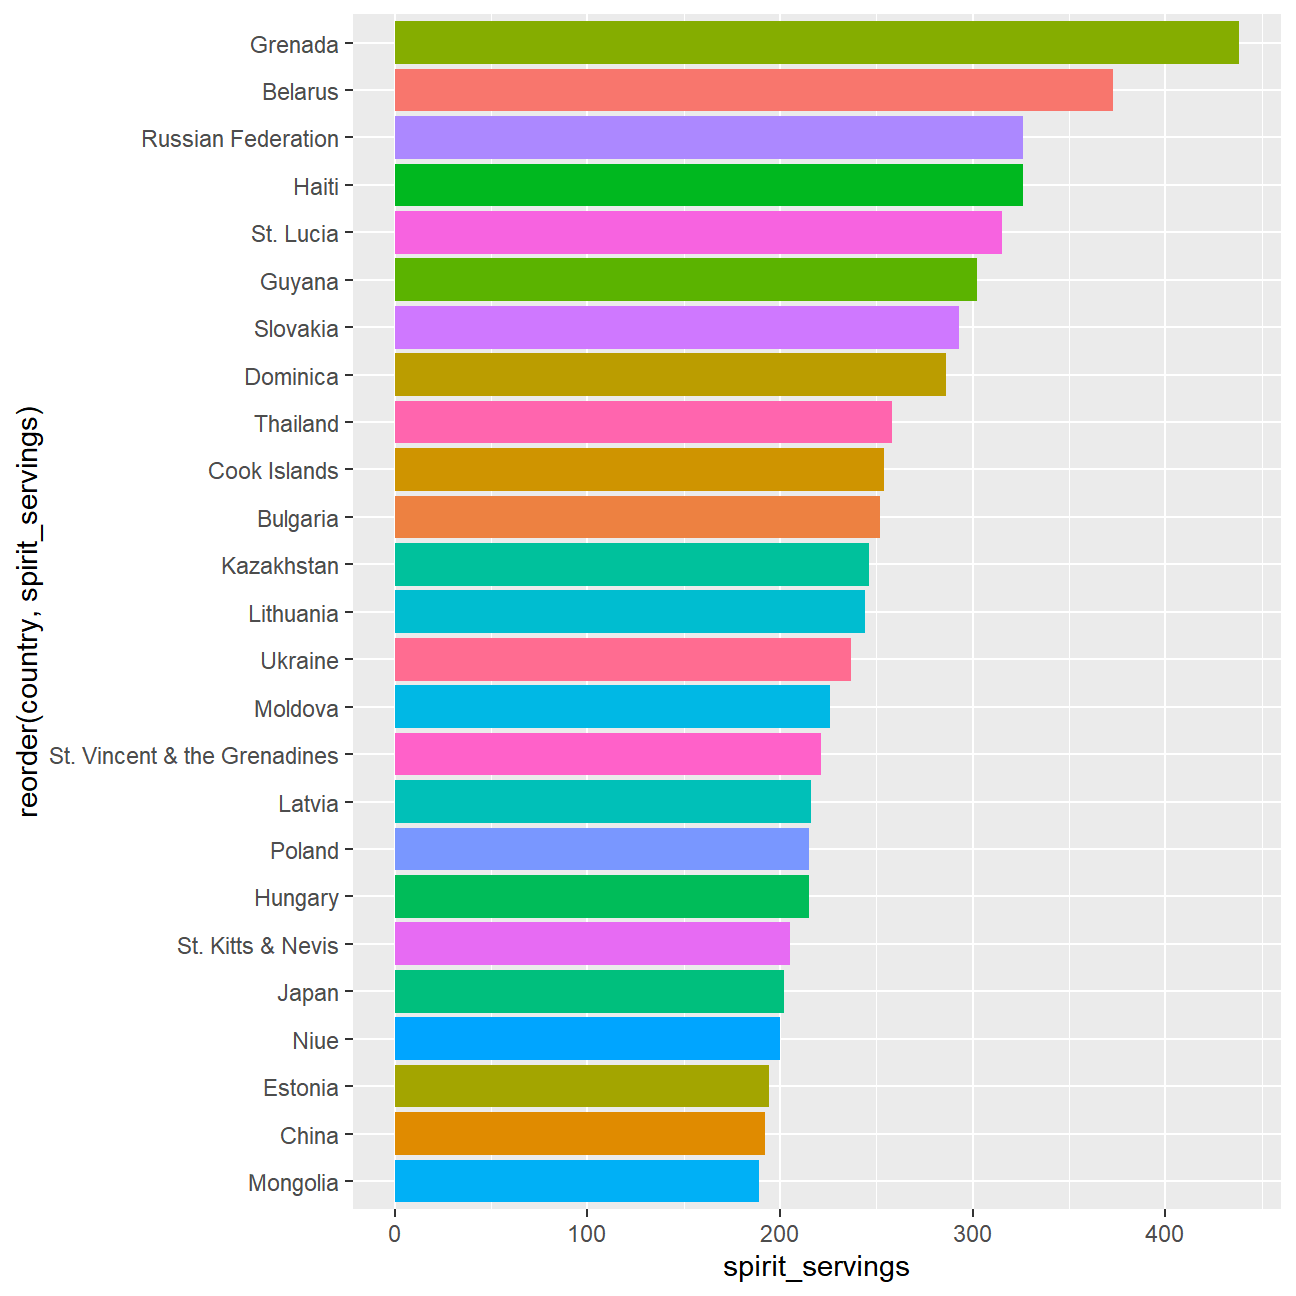 Grenada
Belarus
Russian Federation
Haiti
St. Lucia
Guyana
Slovakia
Dominica
Thailand
Cook Islands
Bulgaria
Kazakhstan
Lithuania
Ukraine
Moldova
St. Vincent & the Grenadines
Latvia
Poland
Hungary
St. Kitts & Nevis
Japan
Niue
Estonia
China
Mongolia
reorder(country, spirit_servings)
0 100 200 300 400
spirit_servings